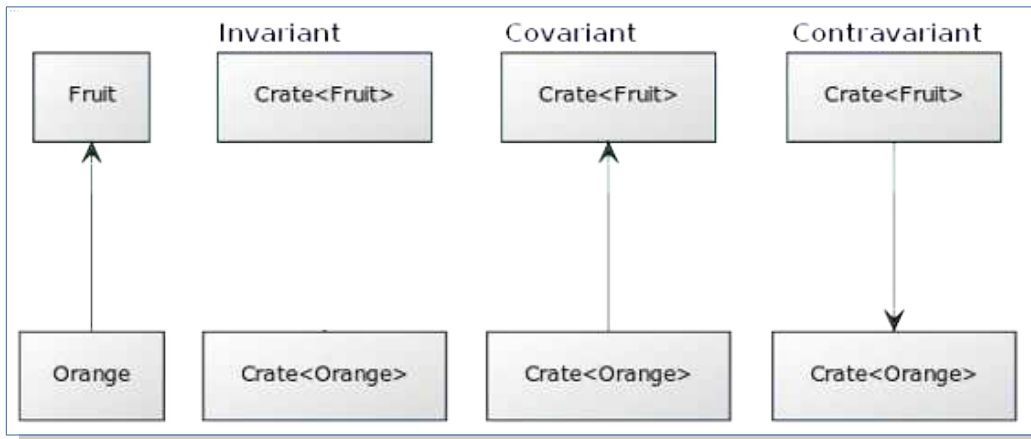 Invariant Covariant Contravariant
Fruit Crate<Fruit> Crate<Fruit> Crate<Fruit>
Orange Crate<Orange> Crate<Orange> Crate<Orange>